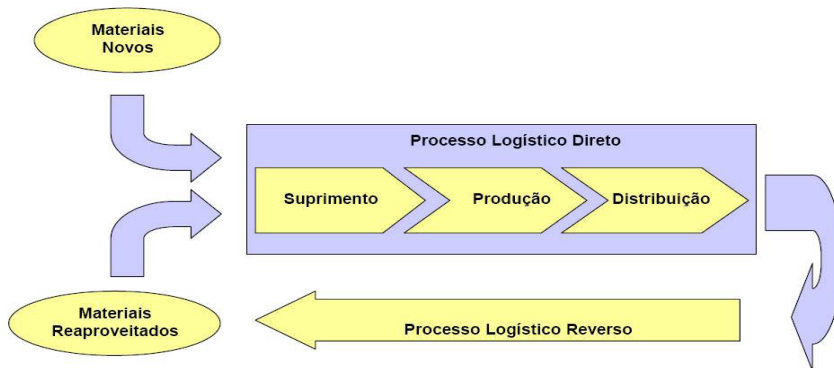 Materiais
Novos
Processo Logístico Direto
Suprimento
Produção
Distribuição
Materiais
Reaproveitados
Processo Logístico Reverso